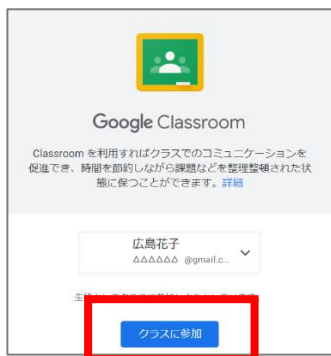 Google Classroom
Classroom を利用すればクラスでのコミュニケーションを
促進でき、時間を節約しながら課題などを整理整頓された状
態に保つことができます。詳細
広島花子
△△△△△△ @gmail.c...
クラスに参加